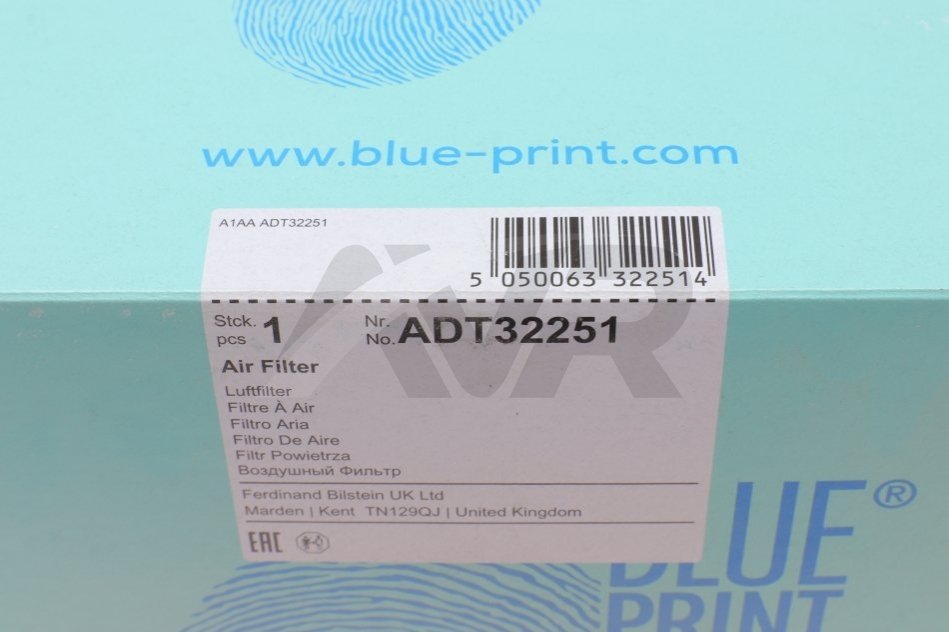 www.blue-print.com
A1AA ADT32251
5 050063 322514
Stck. pcs 1 Nr. No. ADT32251
Air Filter
Luftfilter
Filtre À Air
Filtro Aria
Filtro De Aire
Filtr Powietrza
Воздушный Фильтр
Ferdinand Bilstein UK Ltd
Marden | Kent TN129QJ | United Kingdom
EAC
BLUE®
PRINT
AVR